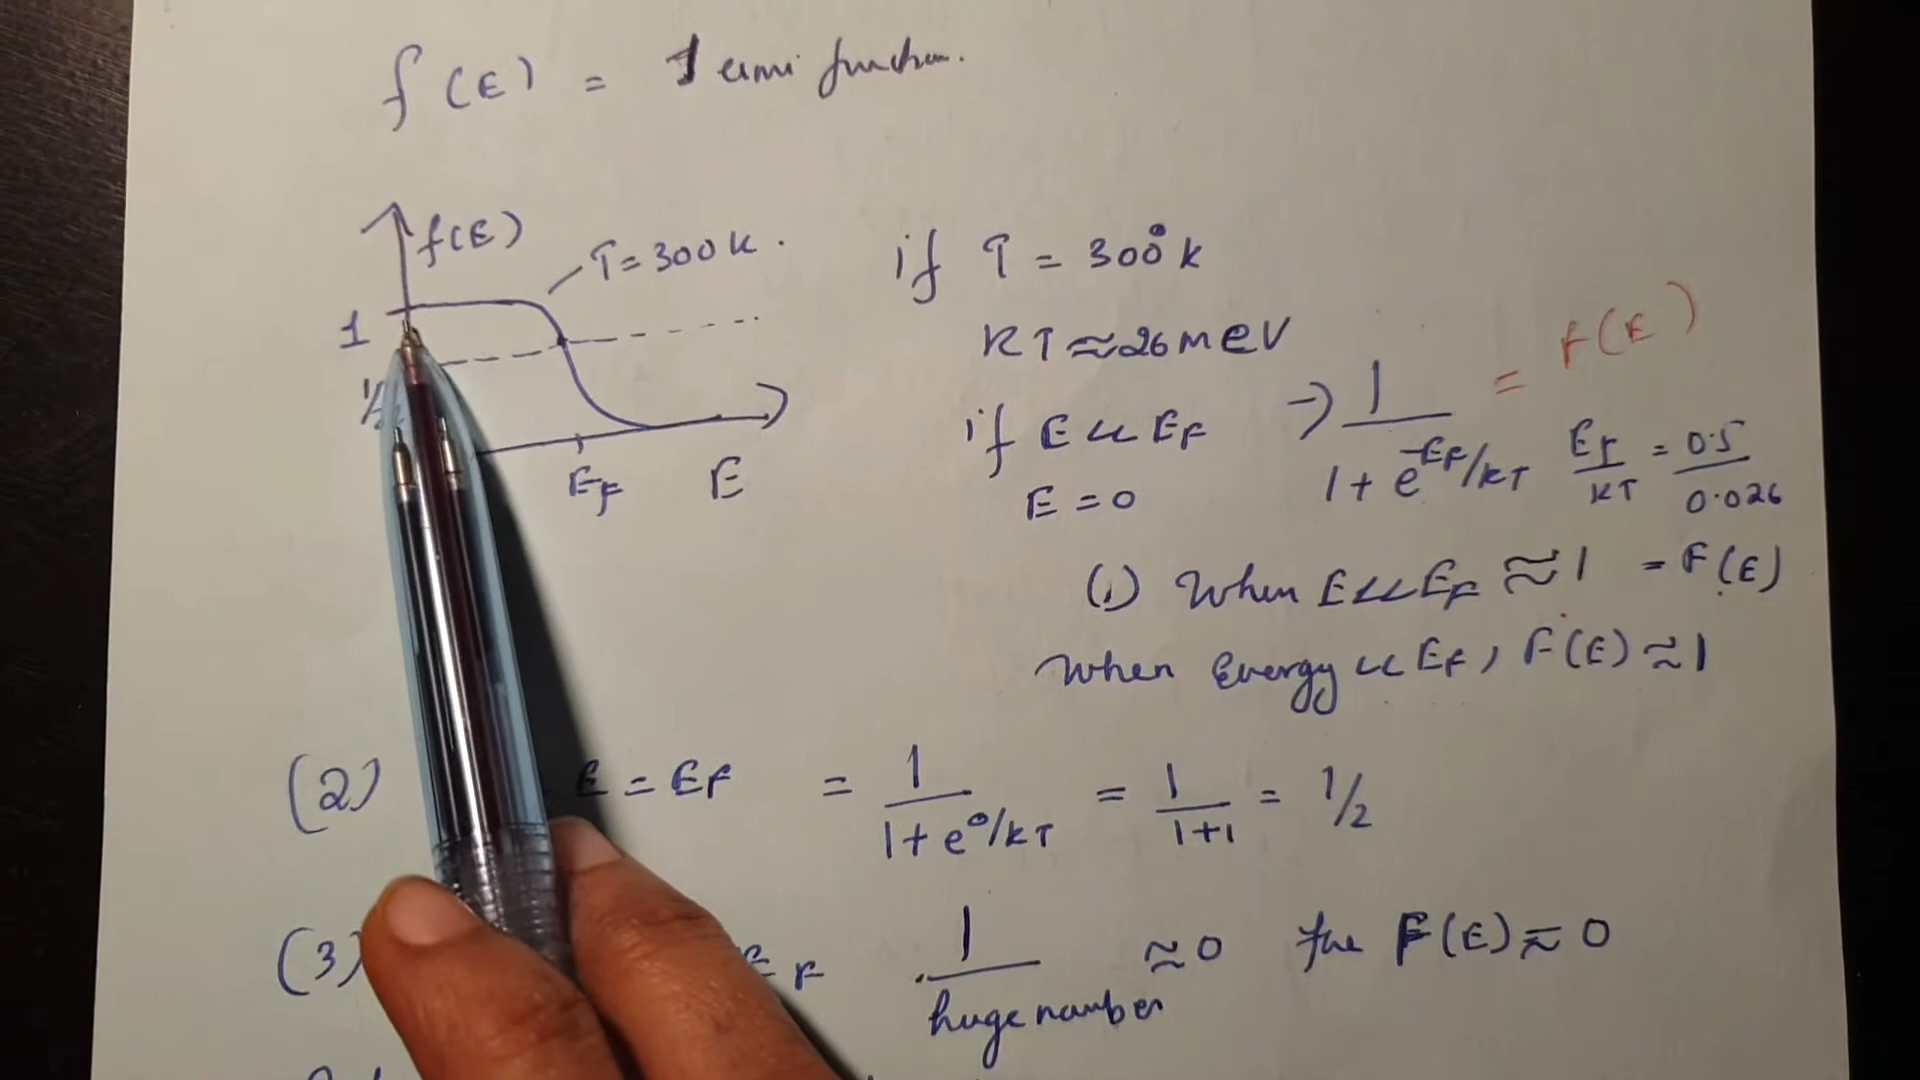 f(E) = Fermi function.
f(E)
T=300K.
1
1/2
EF
E
if T = 300°K
KT ≈26meV
if E<<EF → 1/(1+e^-EF/kT) = f(E)
E=0
EF/KT = 0.5/0.026
(1) When E<<EF ≈1 = F(E)
When Energy << EF, F(E)≈1
(2) E=EF = 1/(1+e^0/kT) = 1/(1+1) = 1/2
(3) EF 1/huge number ≈0 the F(E)≈0